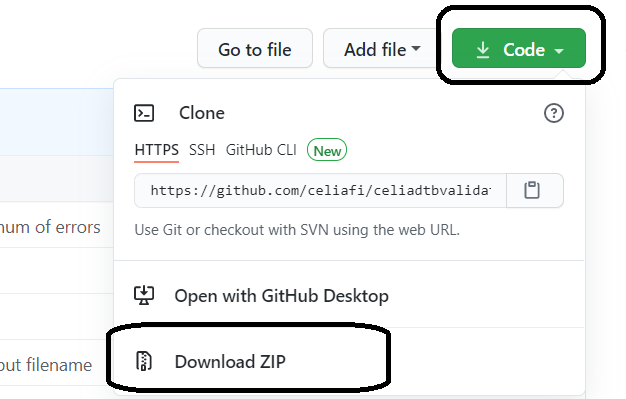 Go to file Add file Code
Clone
HTTPS SSH GitHub CLI New
https://github.com/celiafi/celiadtbvalida
num of errors
Use Git or checkout with SVN using the web URL.
Open with GitHub Desktop
Download ZIP
put filename